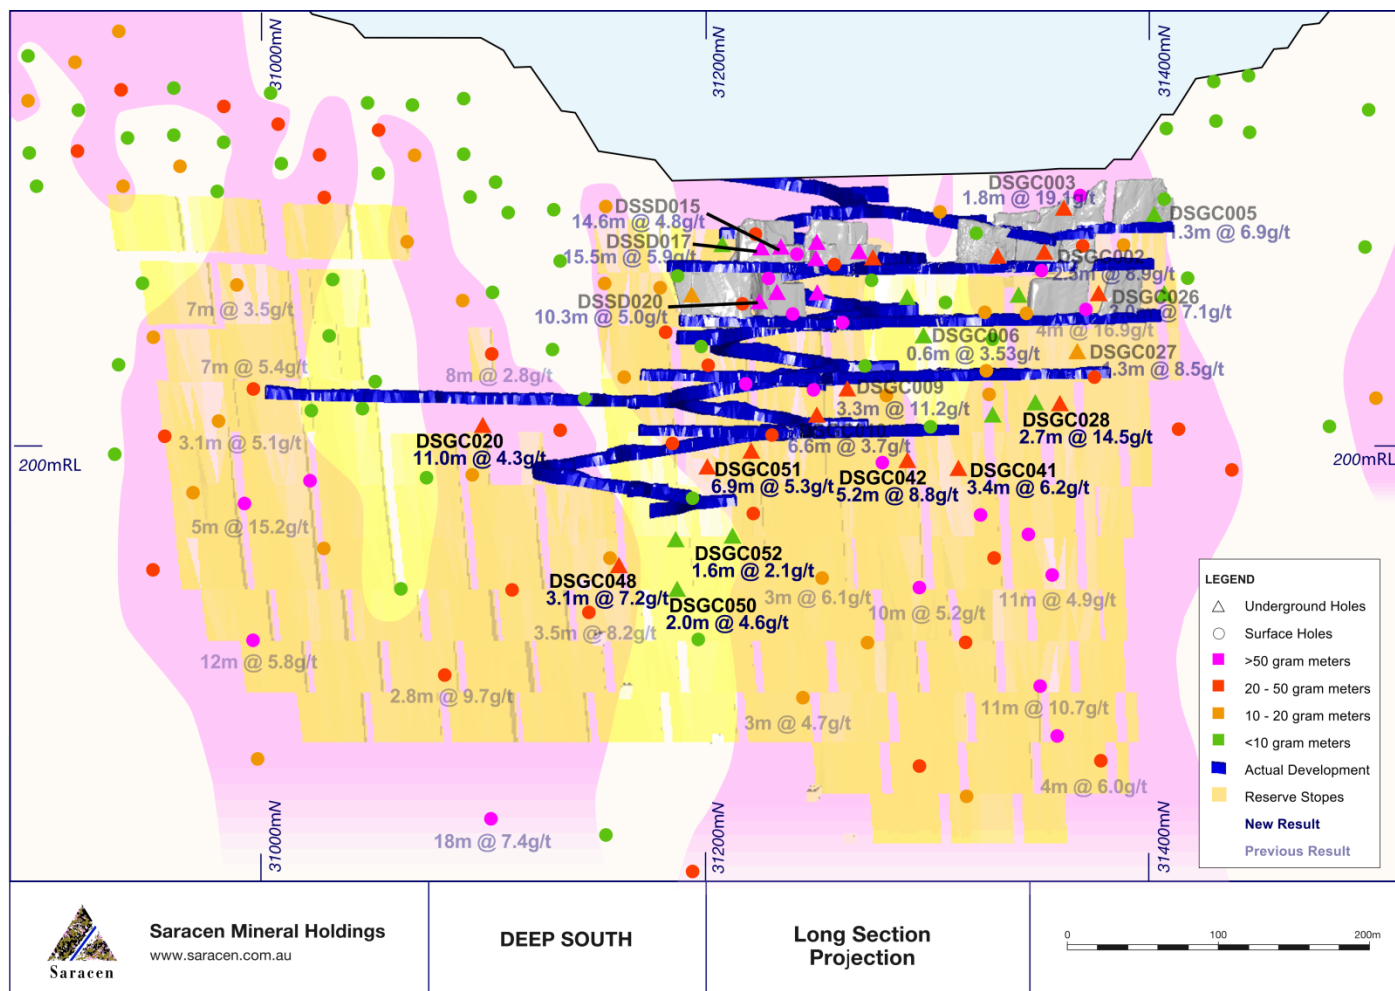 31000mN
31200mN
31400mN
DSGC003
1.8m @ 19.1g/t
DSSD015
14.6m @ 4.8g/t
DSGC005
1.3m @ 6.9g/t
DSSD017
15.5m @ 5.9g/t
DSGC002
2.3m @ 8.9g/t
DSSD020
10.3m @ 5.0g/t
DSGC026
7.1g/t
7m @ 3.5g/t
4m @ 16.9g/t
DSGC006
0.6m @ 3.53g/t
DSGC027
1.3m @ 8.5g/t
7m @ 5.4g/t
8m @ 2.8g/t
DSGC009
3.3m @ 11.2g/t
3.1m @ 5.1g/t
DSGC020
11.0m @ 4.3g/t
6.6m @ 3.7g/t
DSGC028
2.7m @ 14.5g/t
200mRL
200mRL
DSGC051
6.9m @ 5.3g/t
DSGC042
5.2m @ 8.8g/t
DSGC041
3.4m @ 6.2g/t
5m @ 15.2g/t
DSGC052
1.6m @ 2.1g/t
DSGC048
3.1m @ 7.2g/t
DSGC050
2.0m @ 4.6g/t
3m @ 6.1g/t
10m @ 5.2g/t
11m @ 4.9g/t
3.5m @ 8.2g/t
12m @ 5.8g/t
2.8m @ 9.7g/t
3m @ 4.7g/t
11m @ 10.7g/t
4m @ 6.0g/t
18m @ 7.4g/t
31000mN
31200mN
31400mN
LEGEND
Underground Holes
Surface Holes
>50 gram meters
20 - 50 gram meters
10 - 20 gram meters
<10 gram meters
Actual Development
Reserve Stopes
New Result
Previous Result
Saracen
Saracen Mineral Holdings
www.saracen.com.au
DEEP SOUTH
Long Section
Projection
0 100 200m